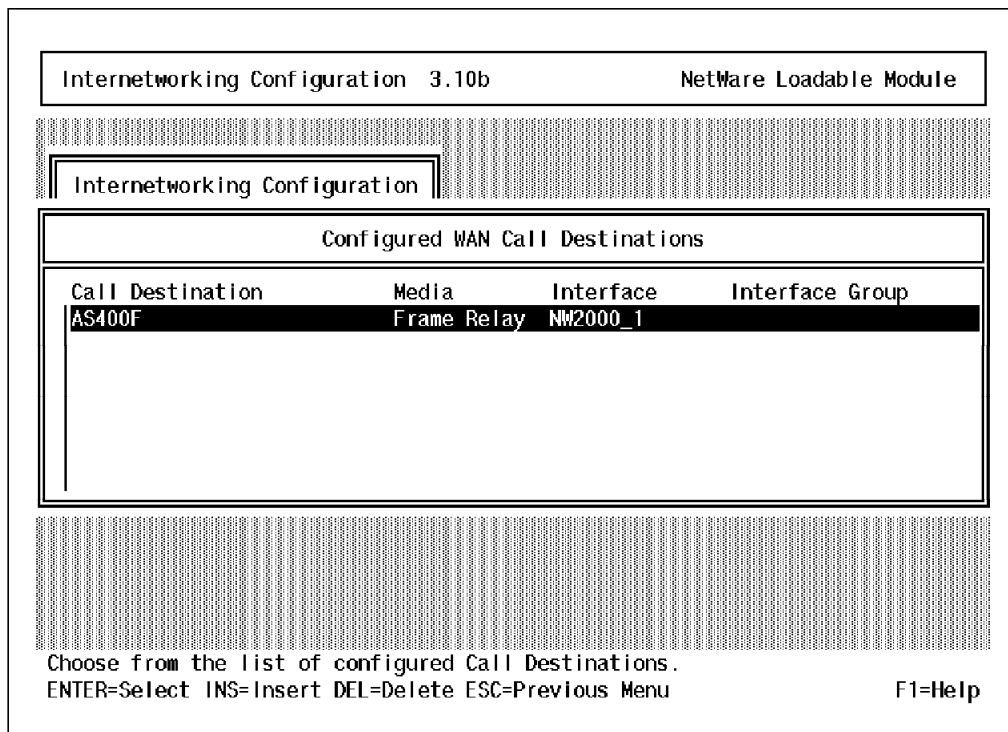 Internetworking Configuration 3.10b NetWare Loadable Module
Internetworking Configuration
Configured WAN Call Destinations
Call Destination Media Interface Interface Group
AS400F Frame Relay NW2000_1
Choose from the list of configured Call Destinations.
ENTER=Select INS=Insert DEL=Delete ESC=Previous Menu F1=Help